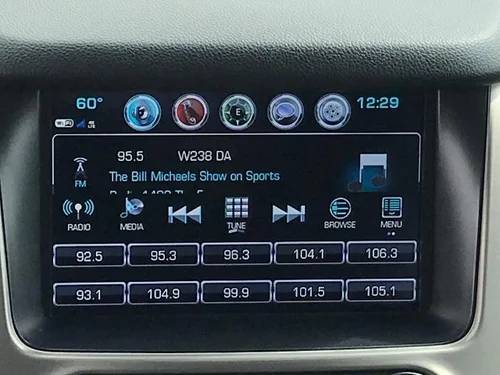 60° 12:29
4G LTE
95.5 W238 DA
The Bill Michaels Show on Sports
FM
RADIO MEDIA TUNE BROWSE MENU
92.5 95.3 96.3 104.1 106.3
93.1 104.9 99.9 101.5 105.1